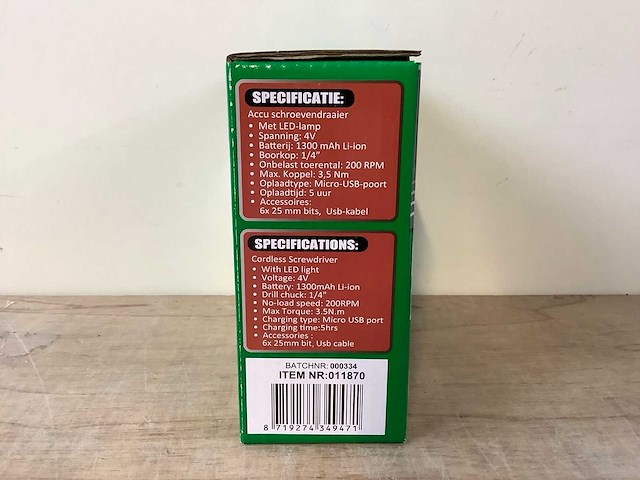 SPECIFICATIE:
Accu schroevendraaier
• Met LED-lamp
• Spanning: 4V
• Batterij: 1300 mAh Li-ion
• Boorkop: 1/4"
• Onbelast toerental: 200 RPM
• Max. Koppel: 3,5 Nm
• Oplaadtype: Micro-USB-poort
• Oplaadtijd: 5 uur
• Accessoires:
6x 25 mm bits, Usb-kabel
SPECIFICATIONS:
Cordless Screwdriver
• With LED light
• Voltage: 4V
• Battery: 1300mAh Li-ion
• Drill chuck: 1/4"
• No-load speed: 200RPM
• Max Torque: 3.5N.m
• Charging type: Micro USB port
• Charging time:5hrs
• Accessories :
6x 25mm bit, Usb cable
BATCHNR: 000334
ITEM NR:011870
8 719274 349471